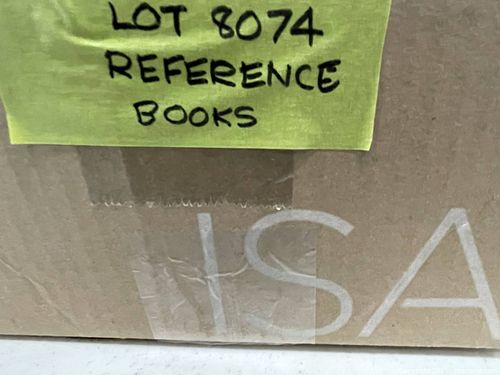 LOT 8074
REFERENCE
BOOKS
ISA